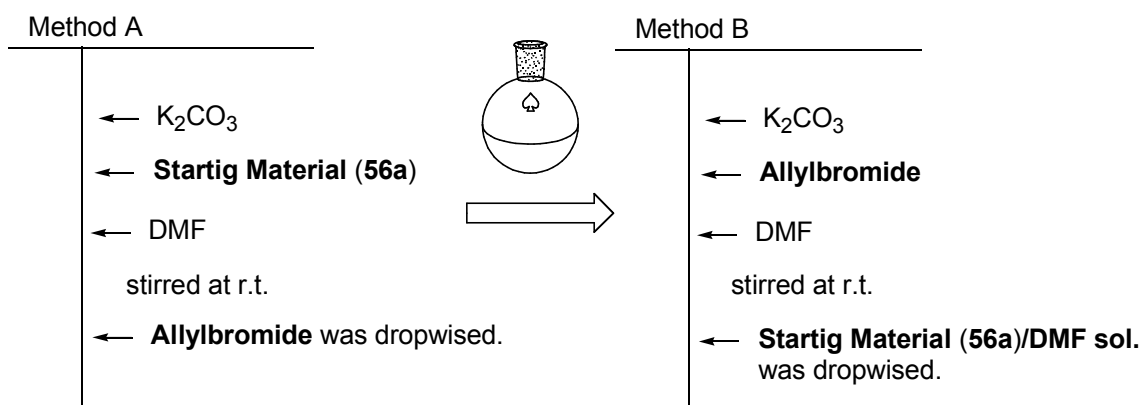 Method A
K2CO3
Startig Material (56a)
DMF
stirred at r.t.
Allylbromide was dropwised.
Method B
K2CO3
Allylbromide
DMF
stirred at r.t.
Startig Material (56a)/DMF sol.
was dropwised.